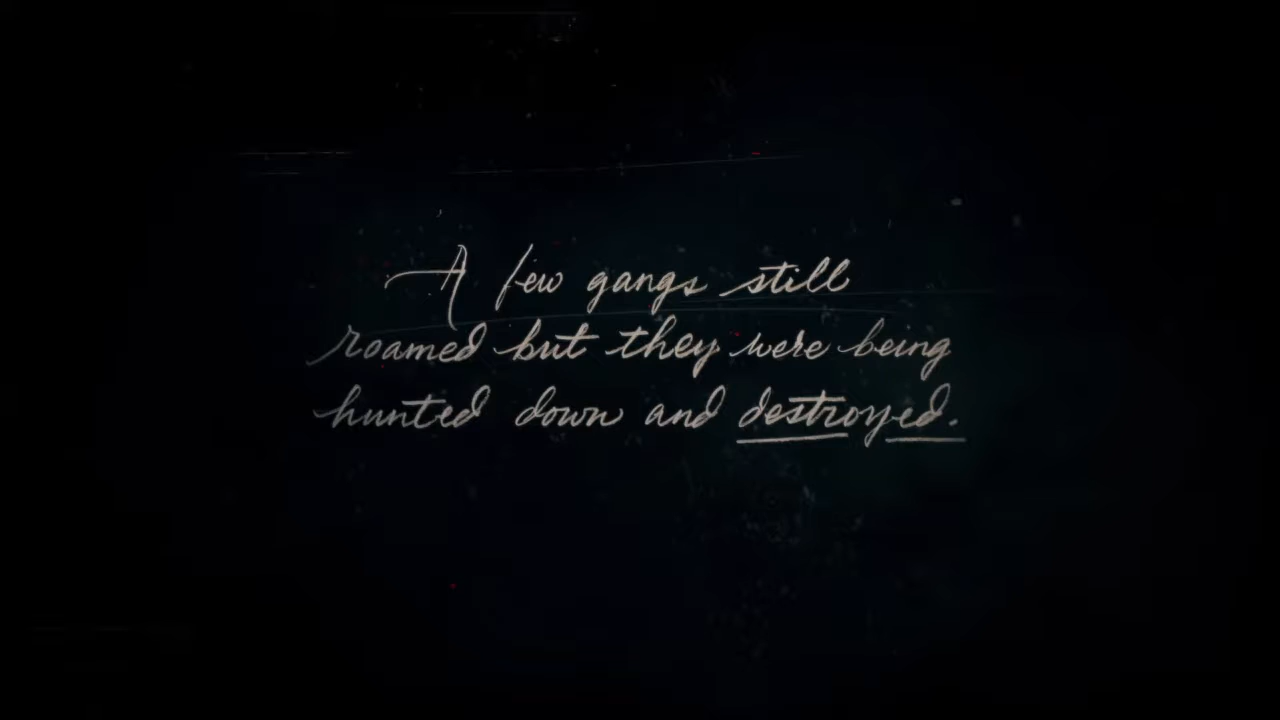 A few gangs still
roamed but they were being
hunted down and destroyed.